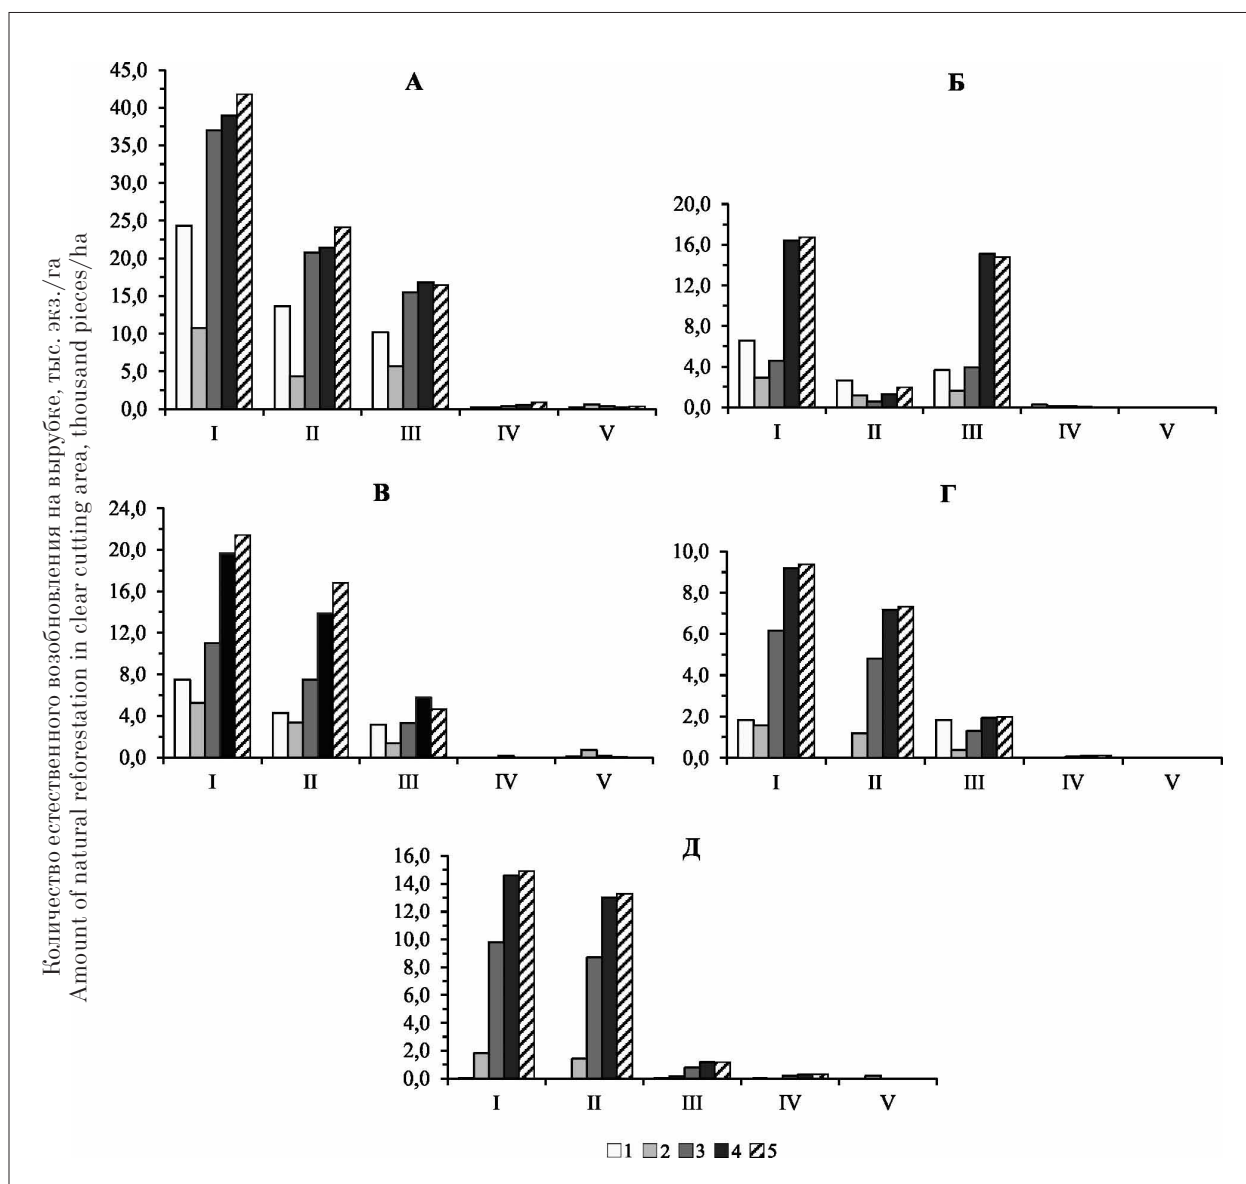 Количество естественного возобновления на вырубке, тыс. экз./га
Amount of natural reforestation in clear cutting area, thousand pieces/ha
А
45,0
40,0
35,0
30,0
25,0
20,0
15,0
10,0
5,0
0,0
I II III IV V
Б
20,0
16,0
12,0
8,0
4,0
0,0
I II III IV V
В
24,0
20,0
16,0
12,0
8,0
4,0
0,0
I II III IV V
Г
10,0
8,0
6,0
4,0
2,0
0,0
I II III IV V
Д
16,0
14,0
12,0
10,0
8,0
6,0
4,0
2,0
0,0
I II III IV V
1 2 3 4 5